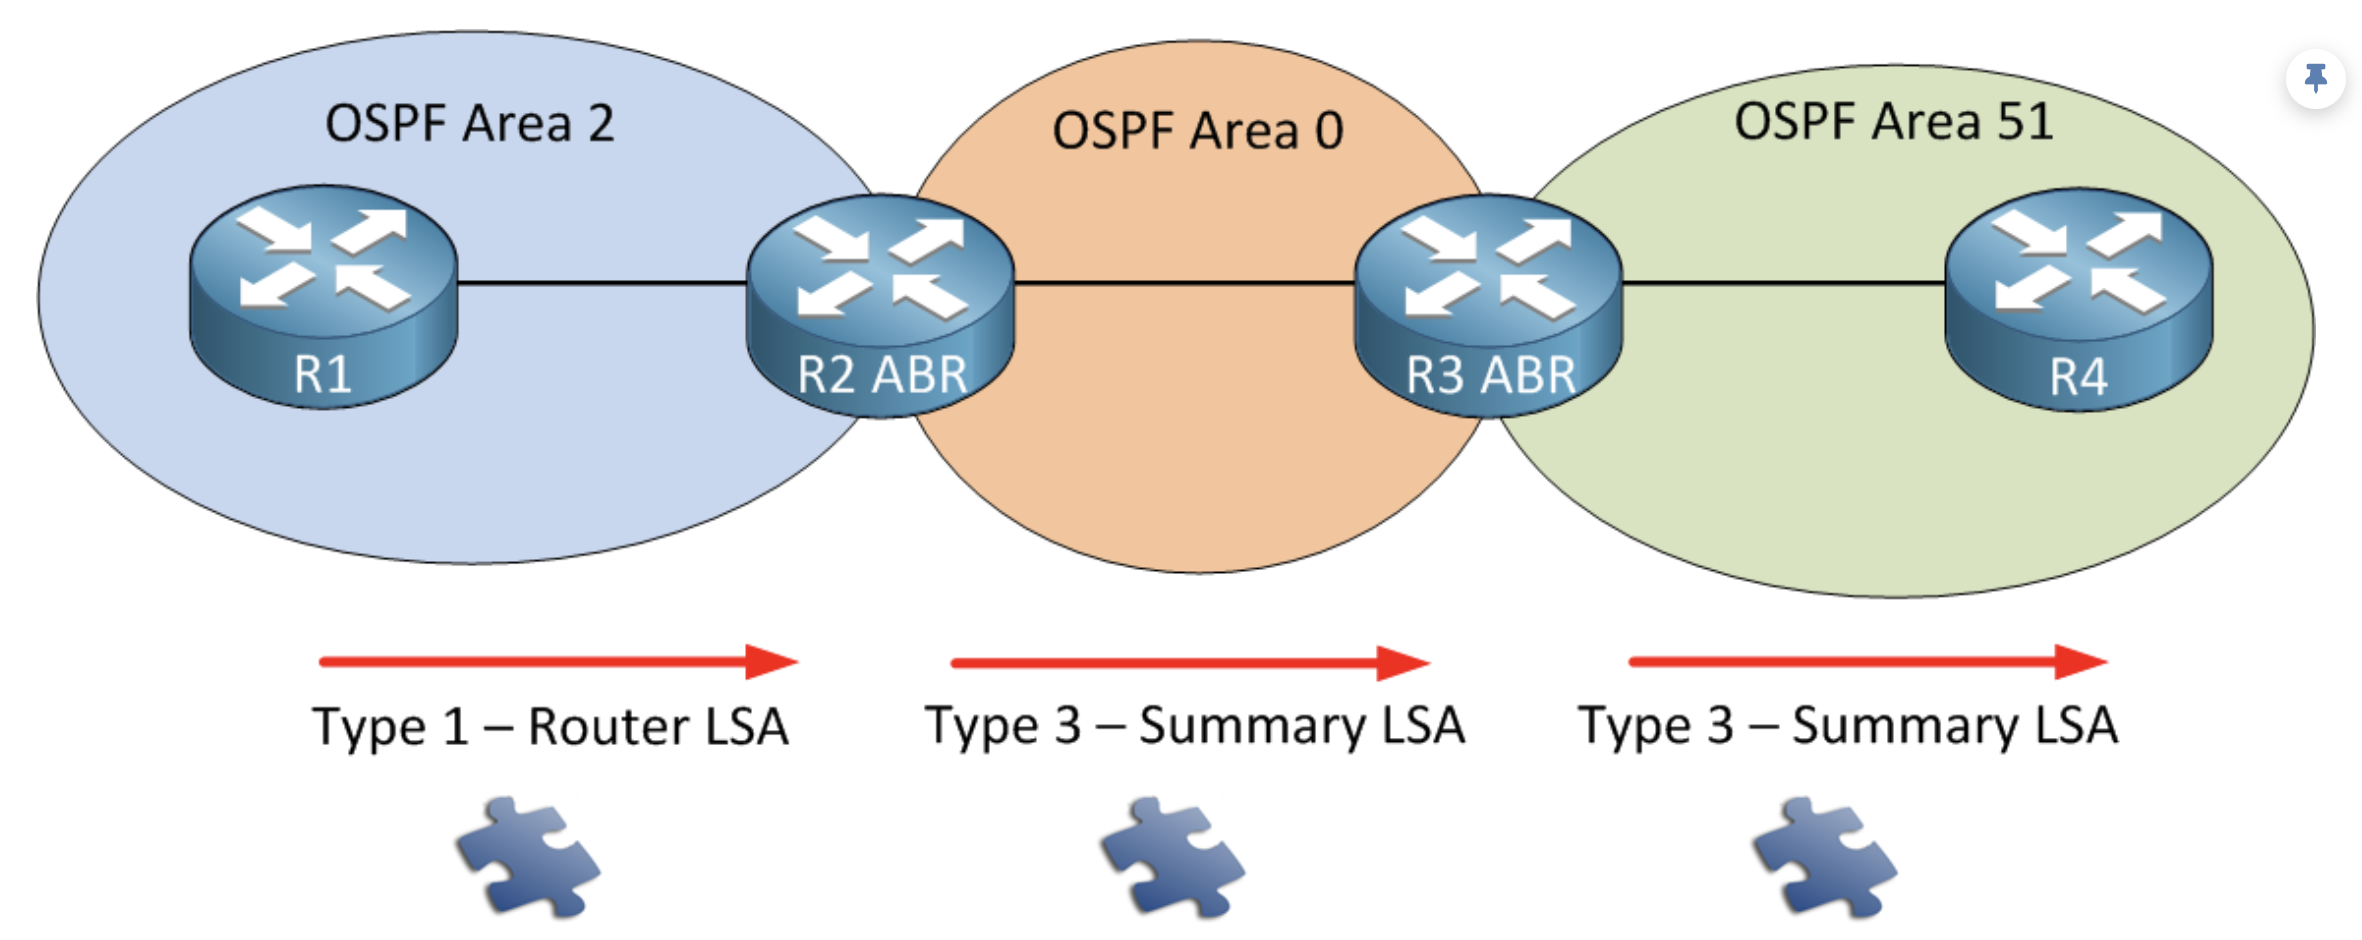 OSPF Area 2
OSPF Area 0
OSPF Area 51
R1
R2 ABR
R3 ABR
R4
Type 1 – Router LSA
Type 3 – Summary LSA
Type 3 – Summary LSA